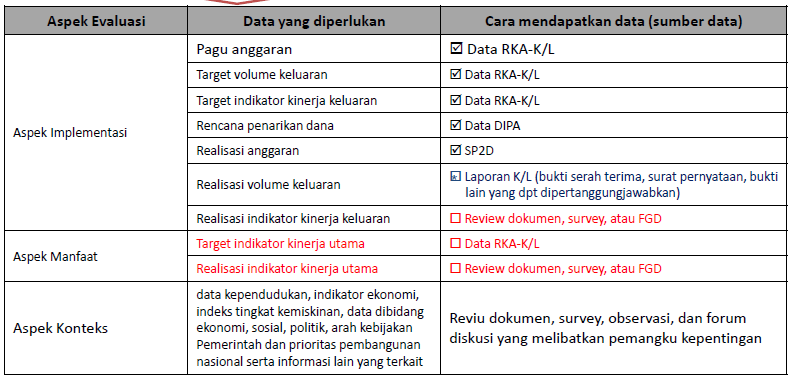 Aspek Evaluasi
Data yang diperlukan
Cara mendapatkan data (sumber data)
Aspek Implementasi
Pagu anggaran
☑ Data RKA-K/L
Target volume keluaran
☑ Data RKA-K/L
Target indikator kinerja keluaran
☑ Data RKA-K/L
Rencana penarikan dana
☑ Data DIPA
Realisasi anggaran
☑ SP2D
Realisasi volume keluaran
☑ Laporan K/L (bukti serah terima, surat pernyataan, bukti
lain yang dpt dipertanggungjawabkan)
Realisasi indikator kinerja keluaran
☐ Review dokumen, survey, atau FGD
Aspek Manfaat
Target indikator kinerja utama
☐ Data RKA-K/L
Realisasi indikator kinerja utama
☐ Review dokumen, survey, atau FGD
Aspek Konteks
data kependudukan, indikator ekonomi,
indeks tingkat kemiskinan, data dibidang
ekonomi, sosial, politik, arah kebijakan
Pemerintah dan prioritas pembangunan
nasional serta informasi lain yang terkait
Reviu dokumen, survey, observasi, dan forum
diskusi yang melibatkan pemangku kepentingan